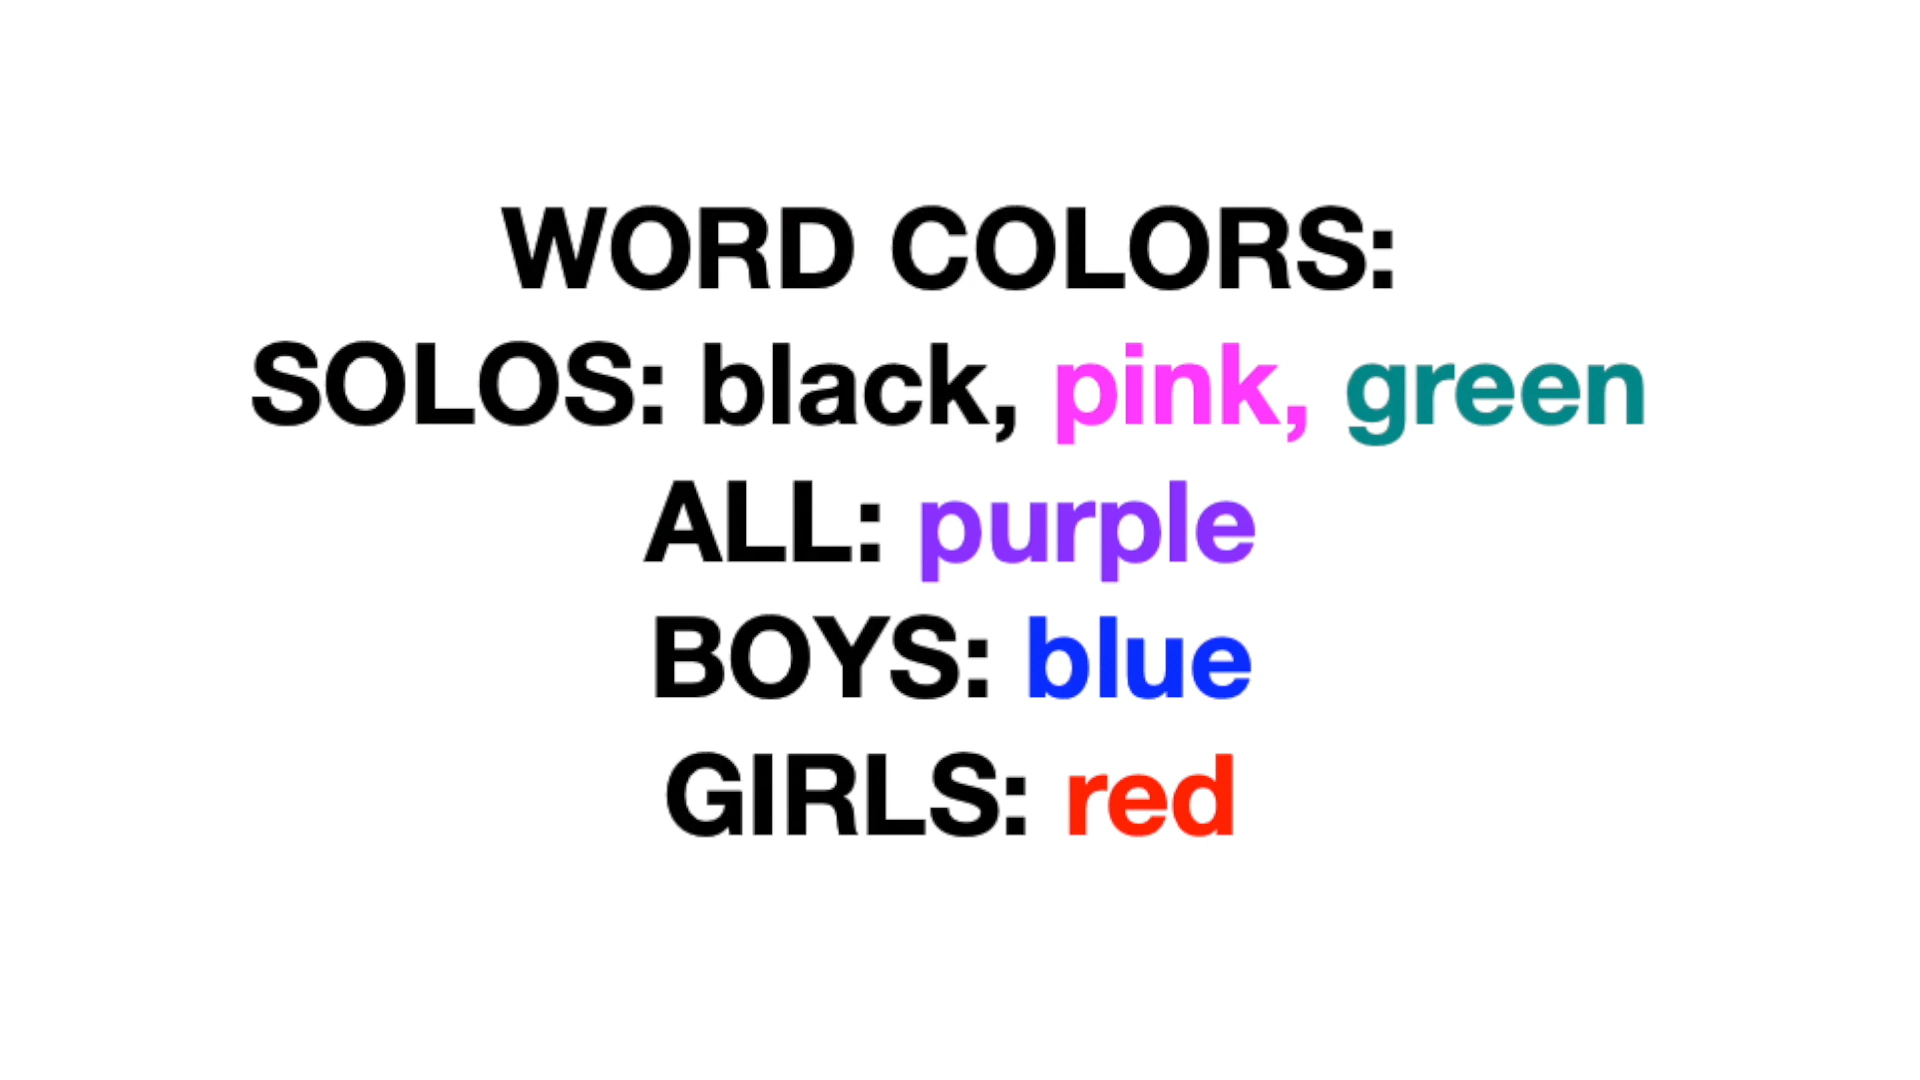 WORD COLORS:
SOLOS: black, pink, green
ALL: purple
BOYS: blue
GIRLS: red